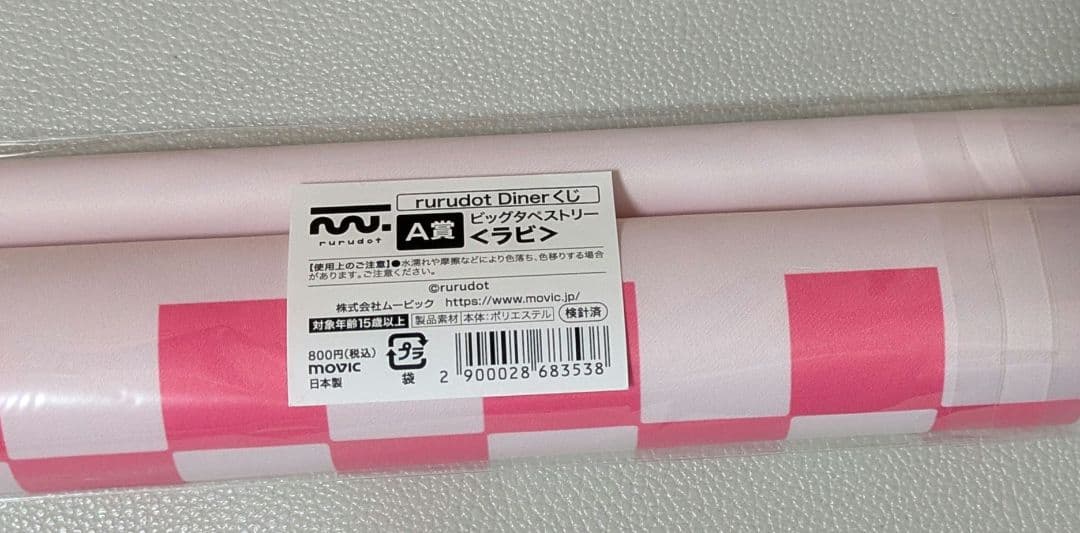 rurudot Dinerくじ
rurudot
A賞
ビッグタペストリー
<ラビ>
【使用上のご注意】●水濡れや摩擦などにより色落ち、色移りする場合
があります。ご注意ください。
©rurudot
株式会社ムービック https://www.movic.jp/
対象年齢15歳以上 製品素材 本体:ポリエステル 検針済
800円(税込)
movic
日本製
プラ
袋
2 900028 683538